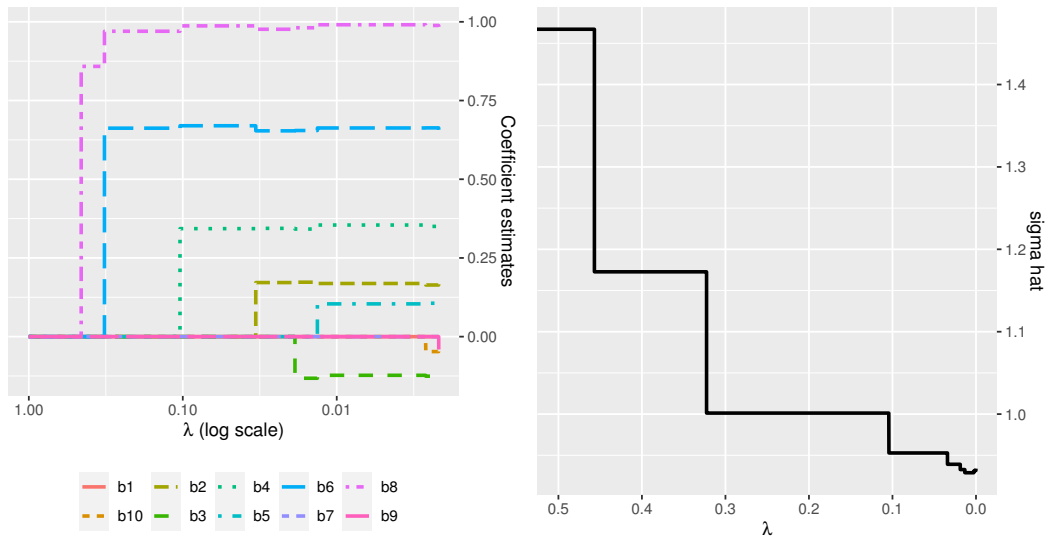 1.00
0.75
0.50
0.25
0.00
Coefficient estimates
1.00 0.10 0.01
λ (log scale)
b1 b2 b4 b6 b8
b10 b3 b5 b7 b9
1.4
1.3
1.2
1.1
1.0
sigma hat
0.5 0.4 0.3 0.2 0.1 0.0
λ